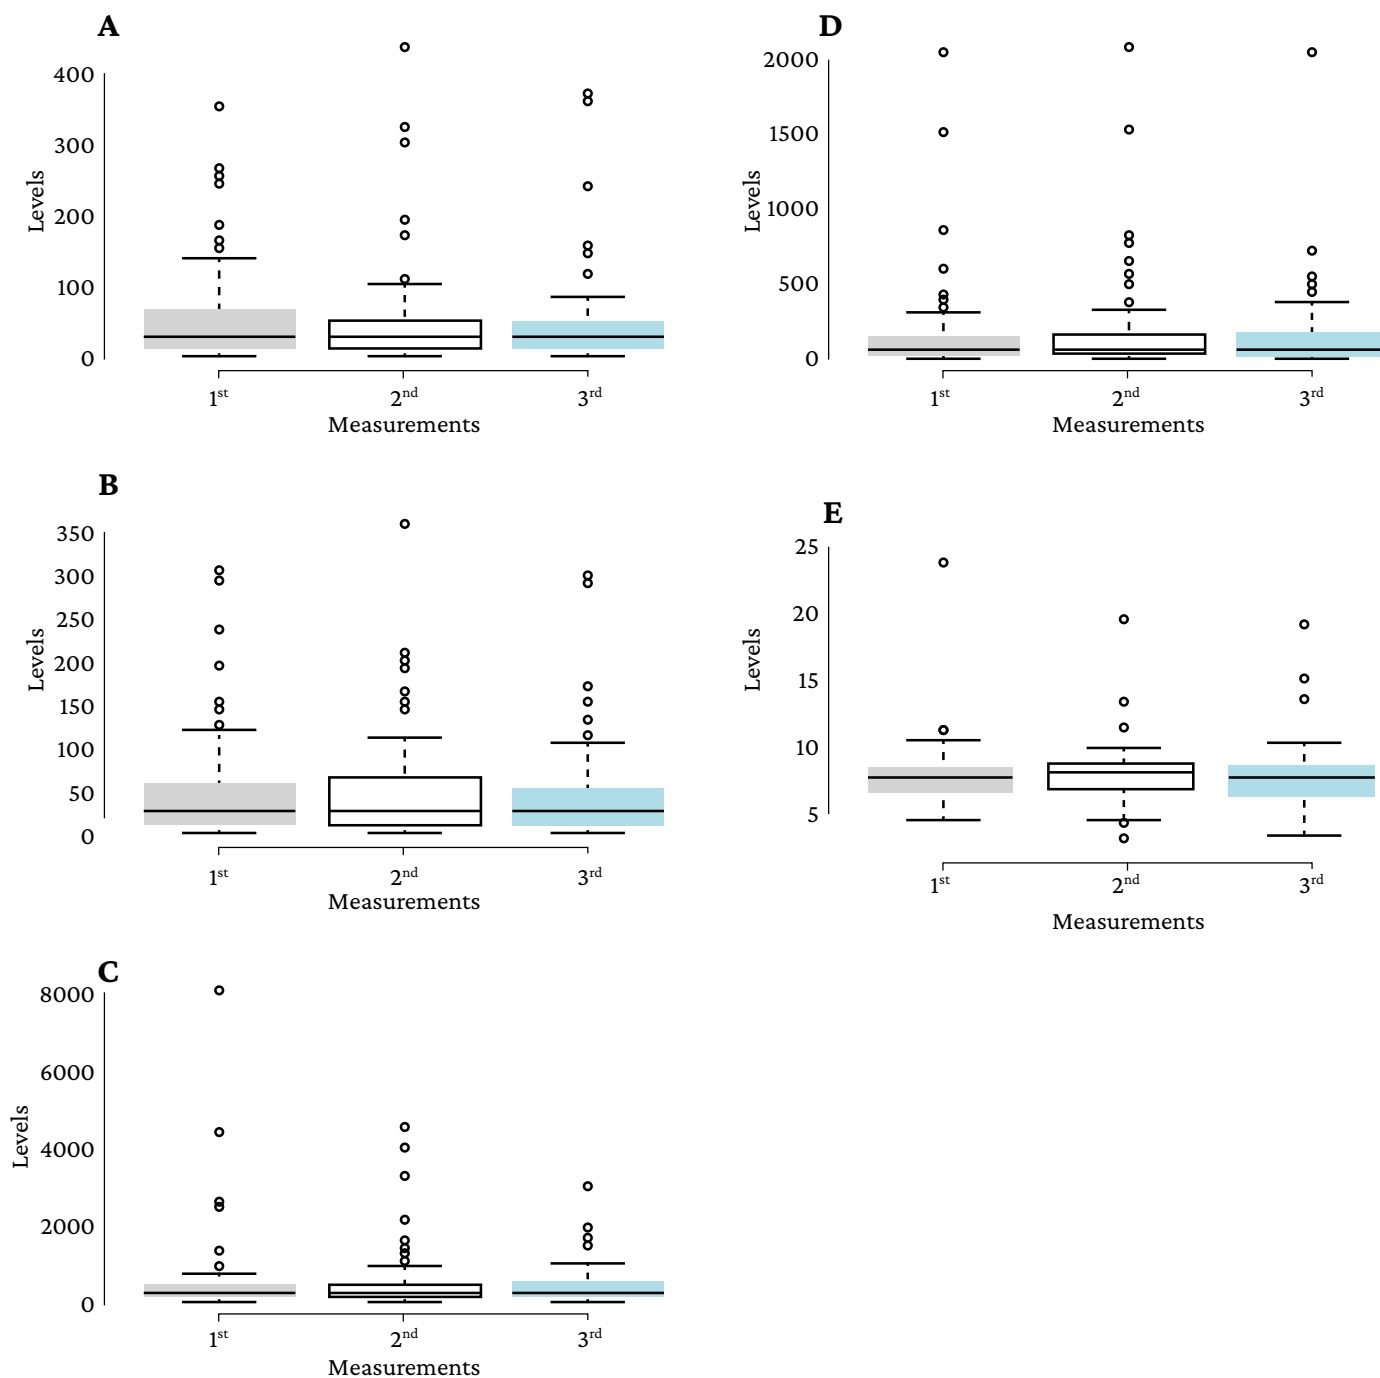 A
400
300
200
100
0
Levels
1st
2nd
3rd
Measurements
D
2000
1500
1000
500
0
Levels
1st
2nd
3rd
Measurements
B
350
300
250
200
150
100
50
0
Levels
1st
2nd
3rd
Measurements
E
25
20
15
10
5
Levels
1st
2nd
3rd
Measurements
C
8000
6000
4000
2000
0
Levels
1st
2nd
3rd
Measurements